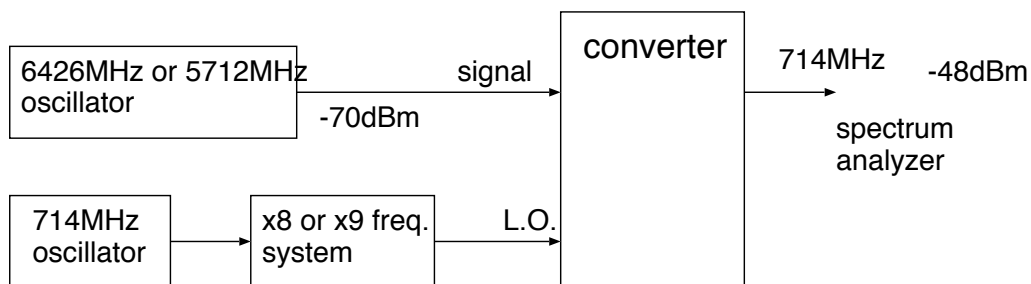 converter
6426MHz or 5712MHz
oscillator
signal
-70dBm
714MHz
-48dBm
spectrum
analyzer
714MHz
oscillator
x8 or x9 freq.
system
L.O.